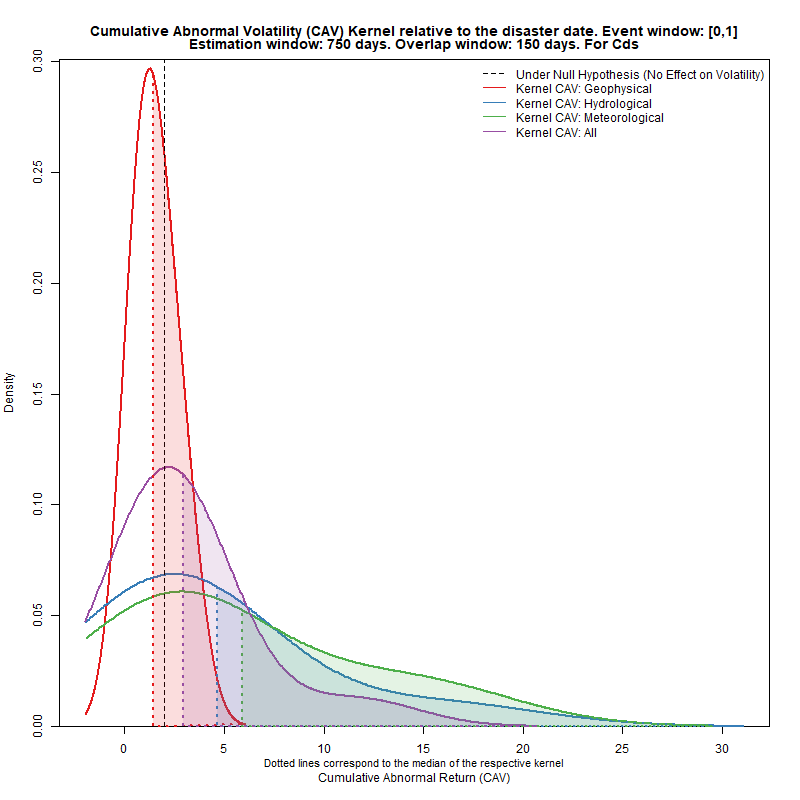 Cumulative Abnormal Volatility (CAV) Kernel relative to the disaster date. Event window: [0,1]
Estimation window: 750 days. Overlap window: 150 days. For Cds
Under Null Hypothesis (No Effect on Volatility)
Kernel CAV: Geophysical
Kernel CAV: Hydrological
Kernel CAV: Meteorological
Kernel CAV: All
0.30
0.25
0.20
0.15
0.10
0.05
0.00
Density
0 5 10 15 20 25 30
Dotted lines correspond to the median of the respective kernel
Cumulative Abnormal Return (CAV)